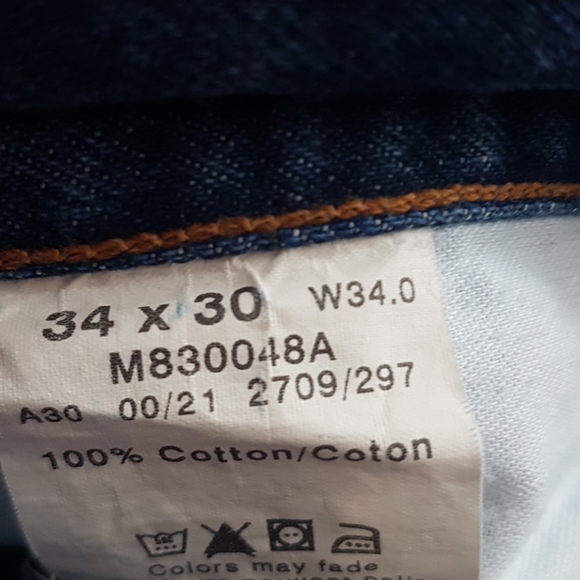 34 x 30 W34.0
M830048A
A30 00/21 2709/297
100% Cotton/Coton
Colors may fade